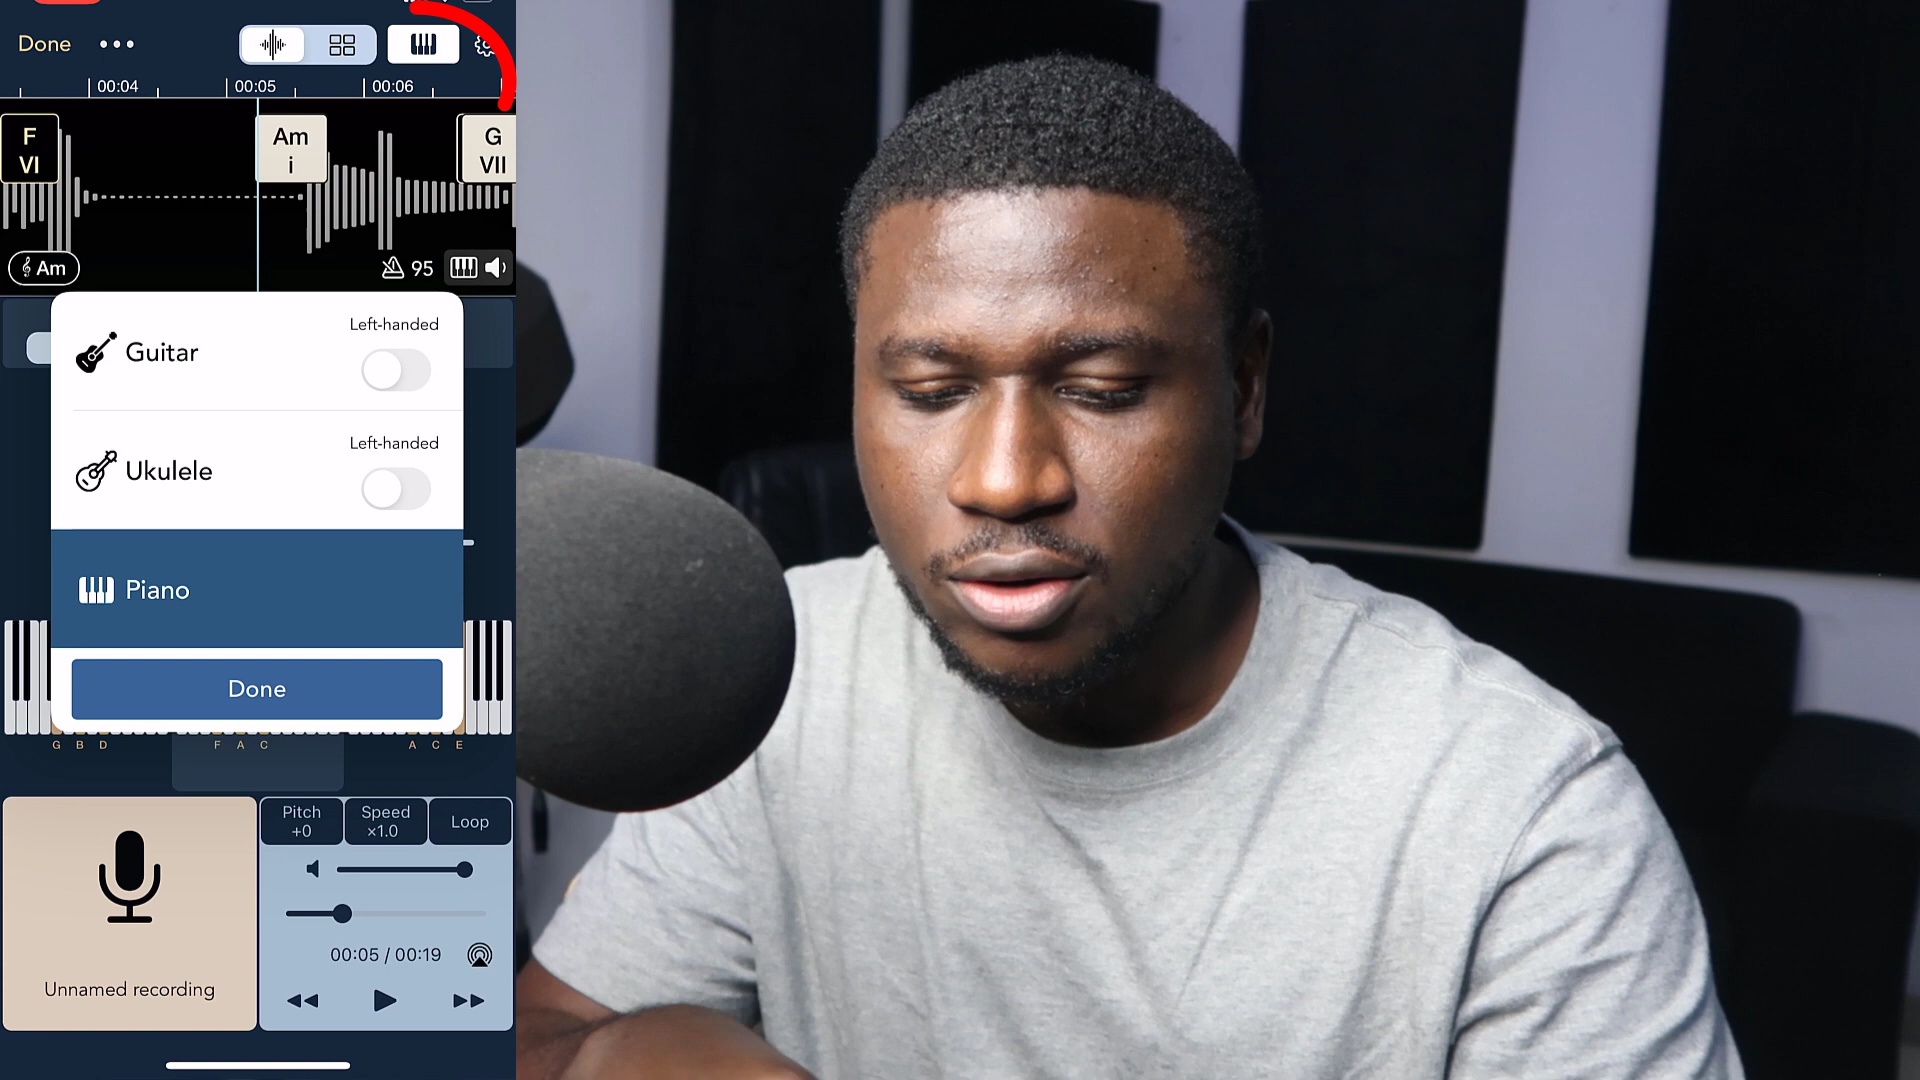 Done
00:04 00:05 00:06
F Am G
VI i VII
Am 95
Left-handed
Guitar
Left-handed
Ukulele
Piano
Done
G B D F A C A C E
Pitch Speed Loop
+0 ×1.0
00:05 / 00:19
Unnamed recording